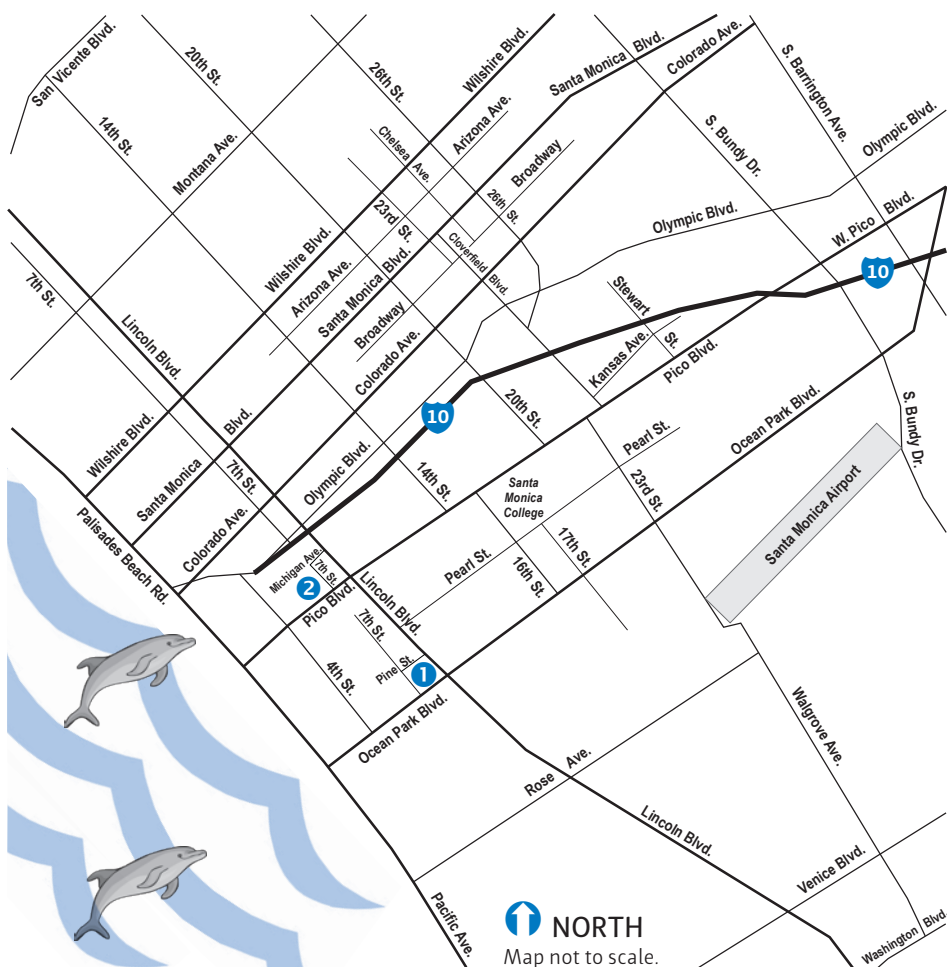 San Vicente Blvd.
20th St.
26th St.
Wilshire Blvd.
Santa Monica Blvd.
Colorado Ave.
S. Barrington Ave.
14th St.
Montana Ave.
Chelsea Ave.
Arizona Ave.
Broadway
S. Bundy Dr.
Olympic Blvd.
23rd St.
26th St.
Cloverfield Blvd.
Olympic Blvd.
W. Pico Blvd.
7th St.
Lincoln Blvd.
Wilshire Blvd.
Arizona Ave.
Santa Monica Blvd.
Broadway
Colorado Ave.
Stewart St.
Kansas Ave.
Pico Blvd.
10
10
20th St.
Ocean Park Blvd.
S. Bundy Dr.
Wilshire Blvd.
Santa Monica Blvd.
7th St.
Olympic Blvd.
14th St.
Pearl St.
Santa
Monica
College
23rd St.
Santa Monica Airport
Palisades Beach Rd.
Colorado Ave.
Michigan Ave.
7th St.
2
Pico Blvd.
Lincoln Blvd.
Pearl St.
16th St.
17th St.
7th St.
Pine St.
1
4th St.
Ocean Park Blvd.
Rose Ave.
Walgrove Ave.
Lincoln Blvd.
Venice Blvd.
Pacific Ave.
Washington Blvd.
NORTH
Map not to scale.